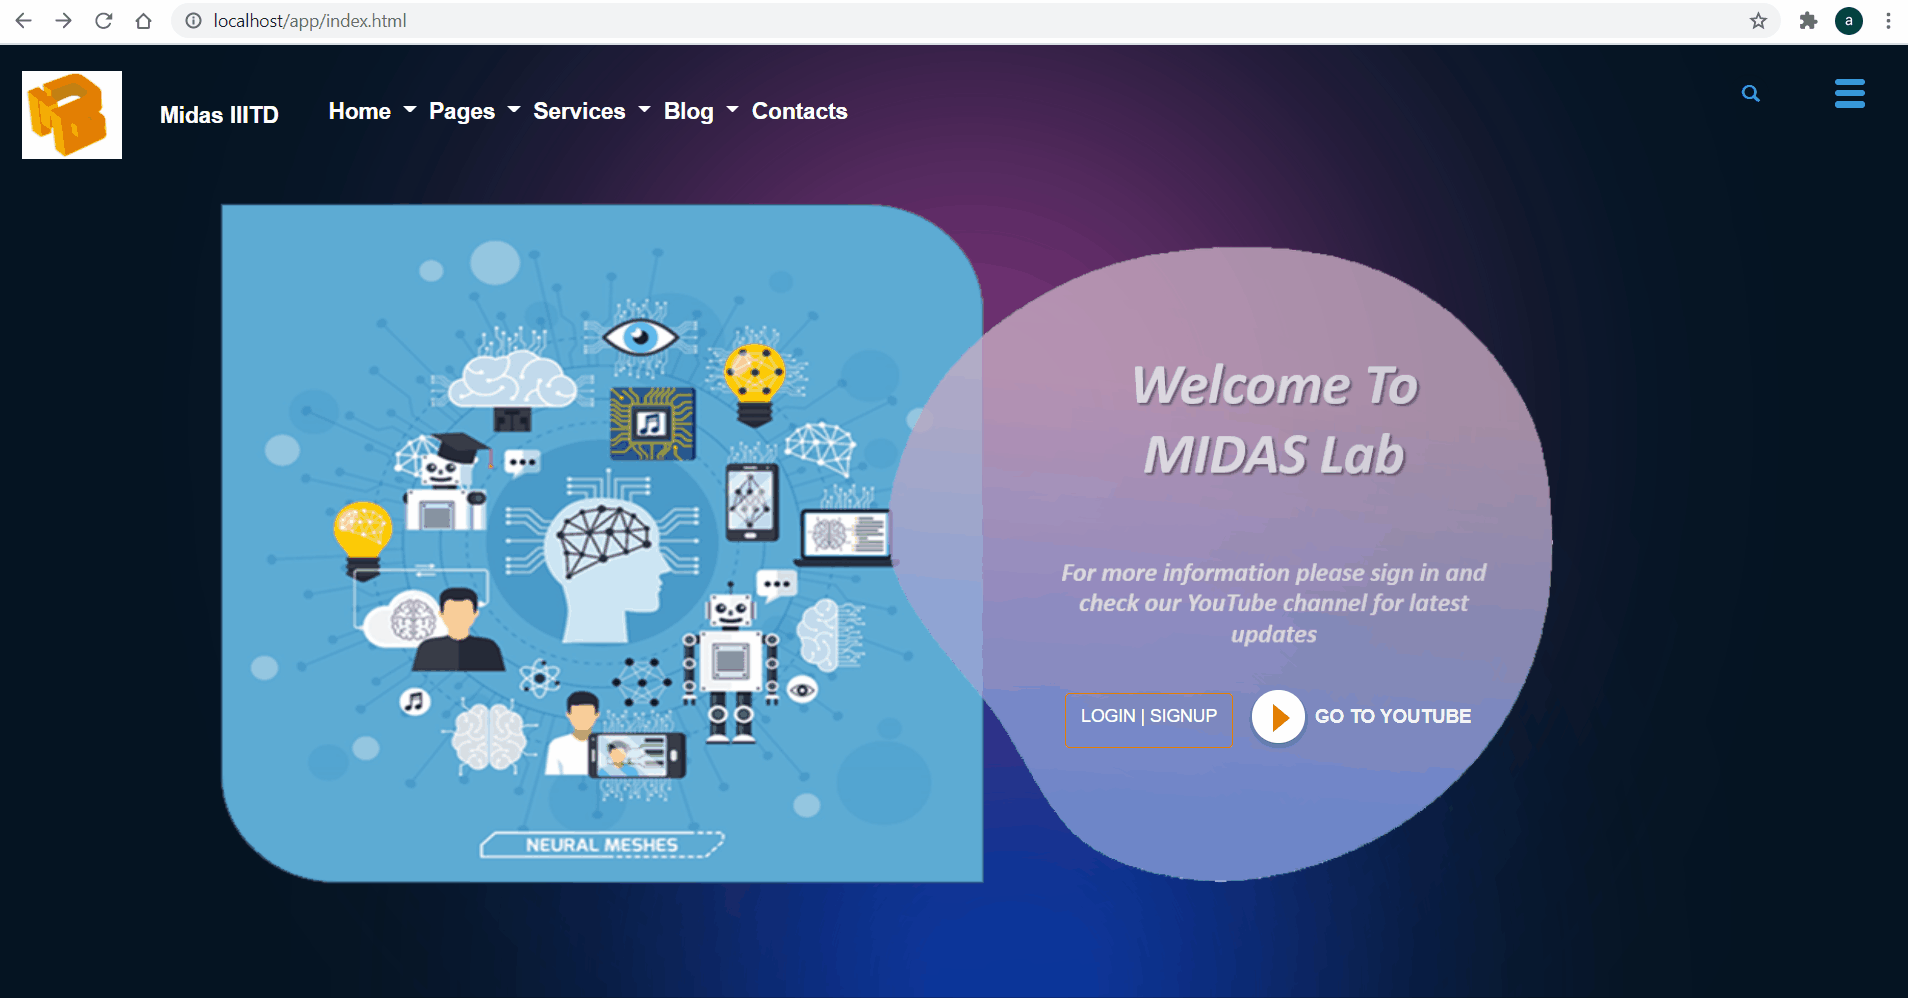 localhost/app/index.html
a
Midas IIITD
Home Pages Services Blog Contacts
Welcome To
MIDAS Lab
For more information please sign in and
check our YouTube channel for latest
updates
LOGIN | SIGNUP GO TO YOUTUBE
NEURAL MESHES